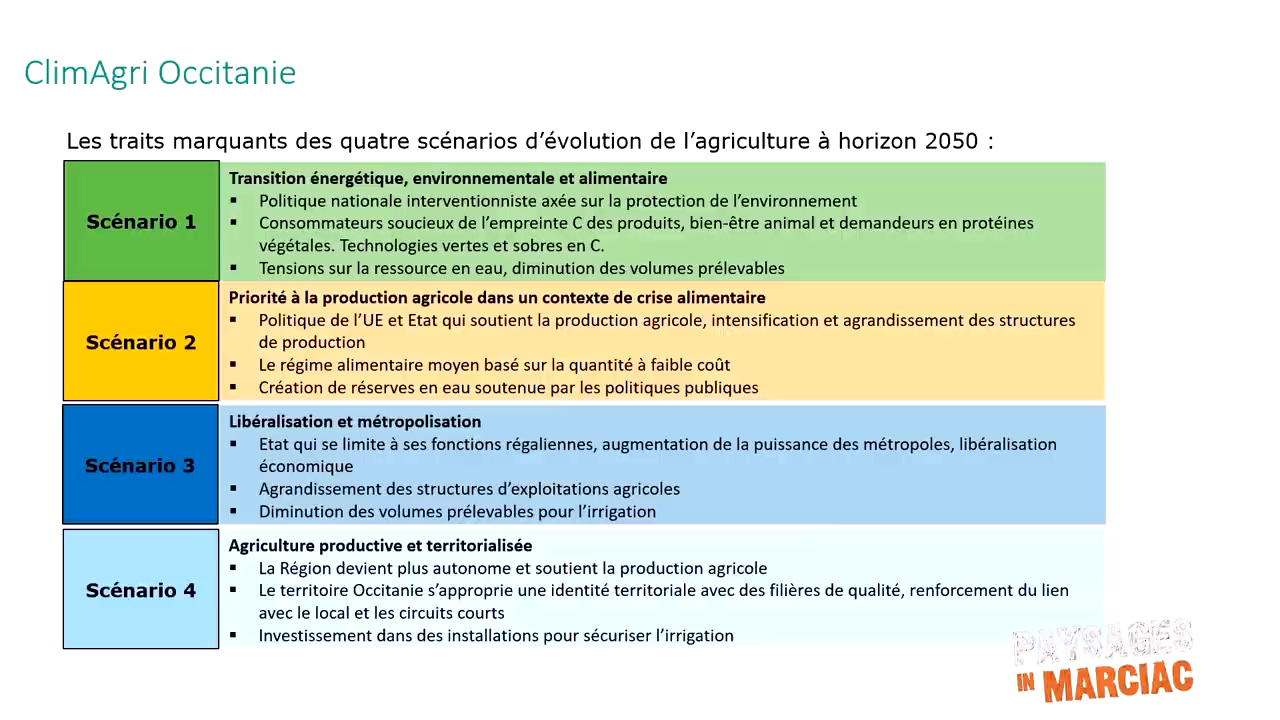 ClimAgri Occitanie
Les traits marquants des quatre scénarios d’évolution de l’agriculture à horizon 2050 :
Scénario 1
Transition énergétique, environnementale et alimentaire
▪ Politique nationale interventionniste axée sur la protection de l’environnement
▪ Consommateurs soucieux de l’empreinte C des produits, bien-être animal et demandeurs en protéines
végétales. Technologies vertes et sobres en C.
▪ Tensions sur la ressource en eau, diminution des volumes prélevables
Scénario 2
Priorité à la production agricole dans un contexte de crise alimentaire
▪ Politique de l’UE et Etat qui soutient la production agricole, intensification et agrandissement des structures
de production
▪ Le régime alimentaire moyen basé sur la quantité à faible coût
▪ Création de réserves en eau soutenue par les politiques publiques
Scénario 3
Libéralisation et métropolisation
▪ Etat qui se limite à ses fonctions régaliennes, augmentation de la puissance des métropoles, libéralisation
économique
▪ Agrandissement des structures d’exploitations agricoles
▪ Diminution des volumes prélevables pour l’irrigation
Scénario 4
Agriculture productive et territorialisée
▪ La Région devient plus autonome et soutient la production agricole
▪ Le territoire Occitanie s’approprie une identité territoriale avec des filières de qualité, renforcement du lien
avec le local et les circuits courts
▪ Investissement dans des installations pour sécuriser l’irrigation
PAYSAGES
IN MARCIAC